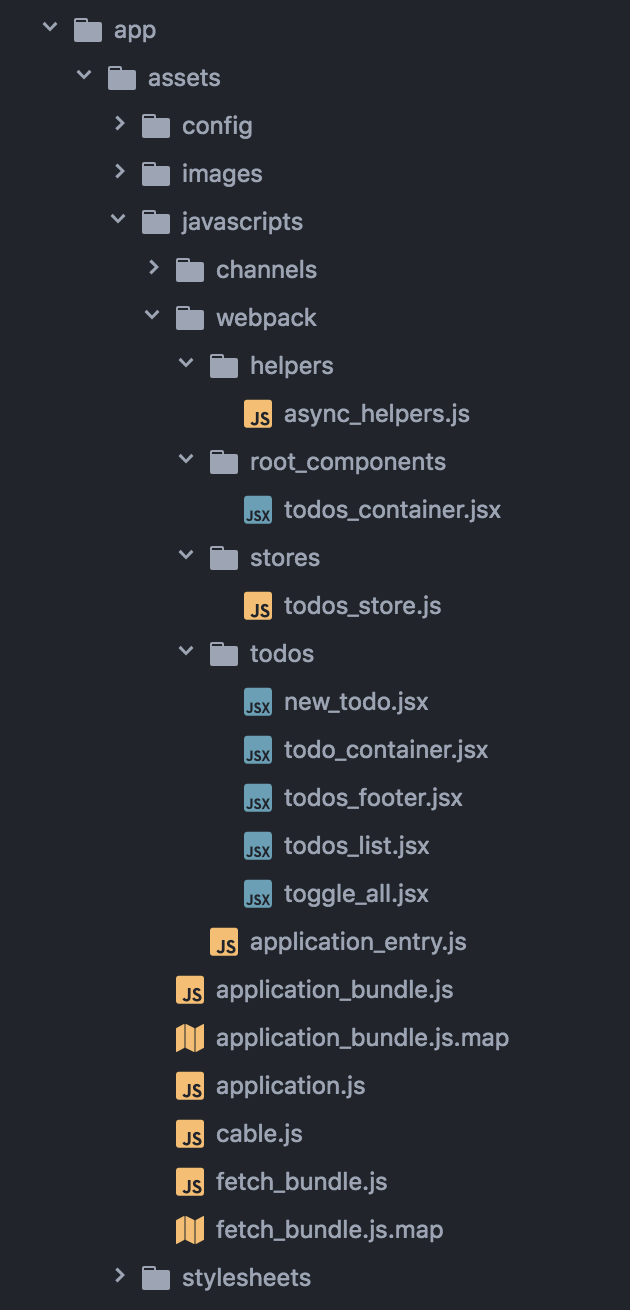 app
assets
config
images
javascripts
channels
webpack
helpers
JS async_helpers.js
root_components
JSX todos_container.jsx
stores
JS todos_store.js
todos
JSX new_todo.jsx
JSX todo_container.jsx
JSX todos_footer.jsx
JSX todos_list.jsx
JSX toggle_all.jsx
JS application_entry.js
JS application_bundle.js
application_bundle.js.map
JS application.js
JS cable.js
JS fetch_bundle.js
fetch_bundle.js.map
stylesheets